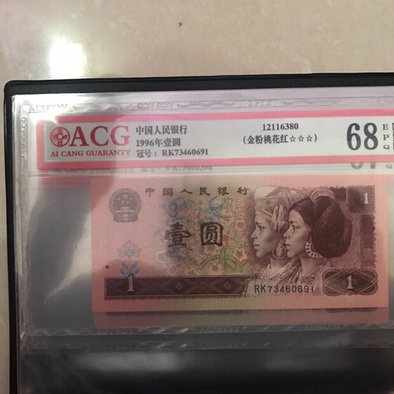 ACG
AI CANG GUARANTY
中国人民银行
1996年壹圆
冠号：RK73460691
12116380
(金粉桃花红☆☆☆)
68
E
P
Q
中国人民银行
1
壹圆
1
RK73460691
1